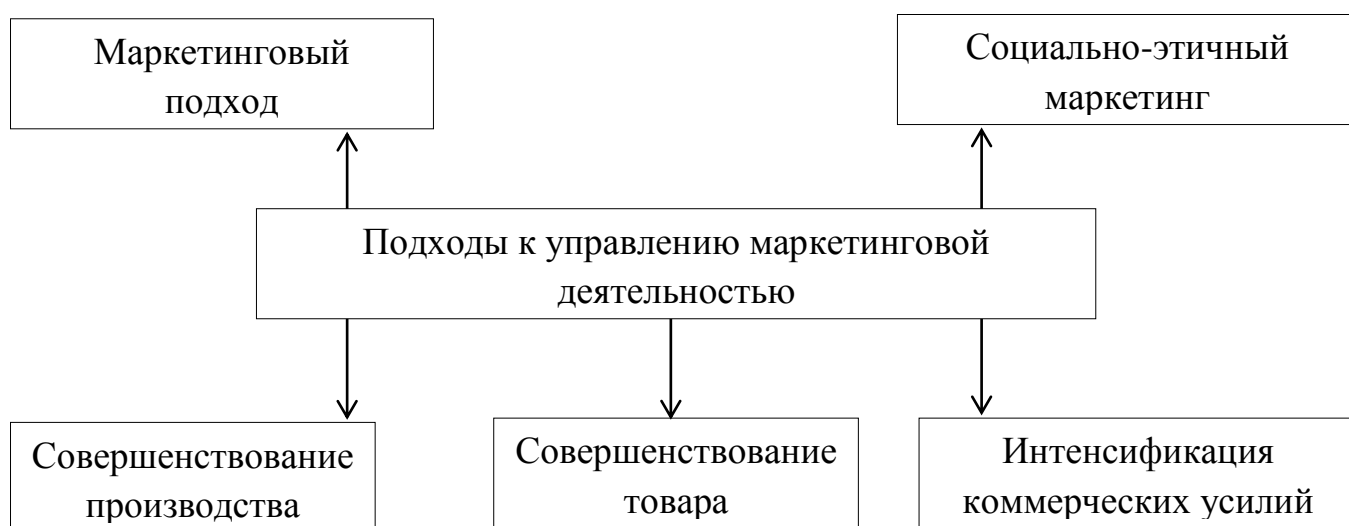 Маркетинговый
подход
Социально-этичный
маркетинг
Подходы к управлению маркетинговой
деятельностью
Совершенствование
производства
Совершенствование
товара
Интенсификация
коммерческих усилий